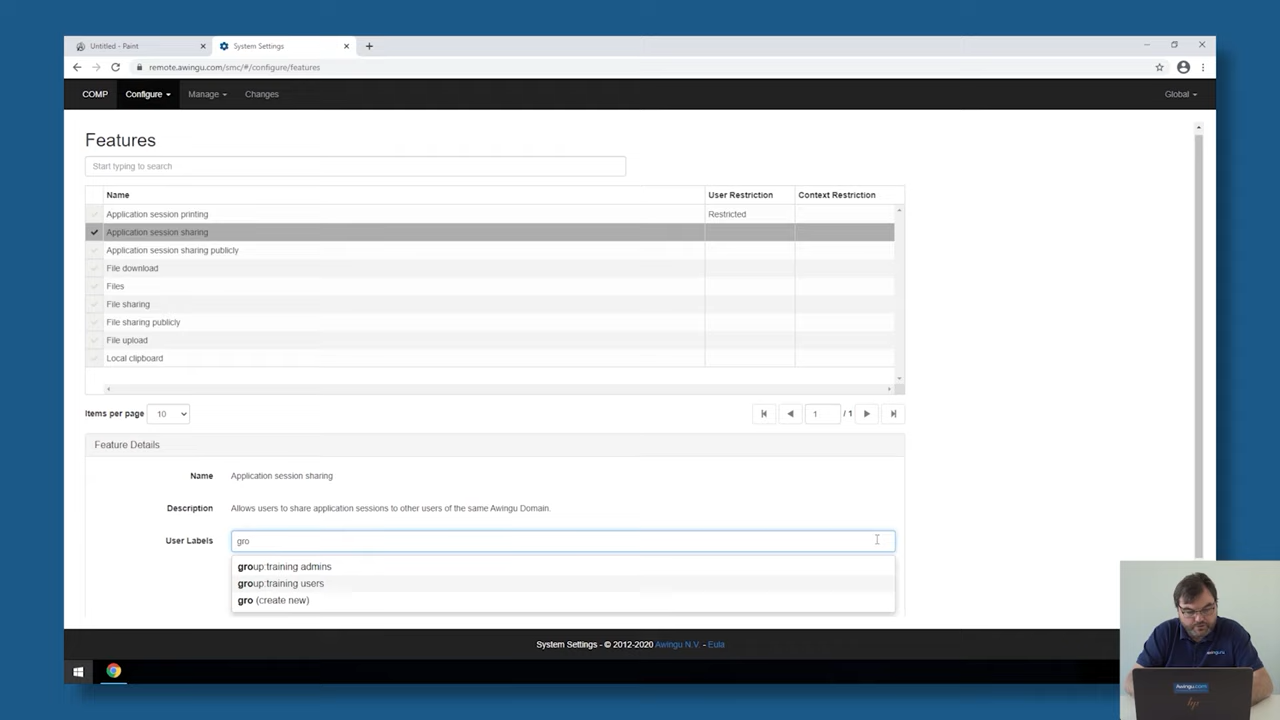 Untitled - Paint
System Settings
remote.awingu.com/smc/#/configure/features
COMP Configure Manage Changes Global
Features
Start typing to search
Name User Restriction Context Restriction
Application session printing Restricted
Application session sharing
Application session sharing publicly
File download
Files
File sharing
File sharing publicly
File upload
Local clipboard
Items per page 10 1 / 1
Feature Details
Name Application session sharing
Description Allows users to share application sessions to other users of the same Awingu Domain.
User Labels gro
group:training admins
group:training users
gro (create new)
System Settings - © 2012-2020 Awingu N.V. - Eula
awingu
Awingu.com
hp